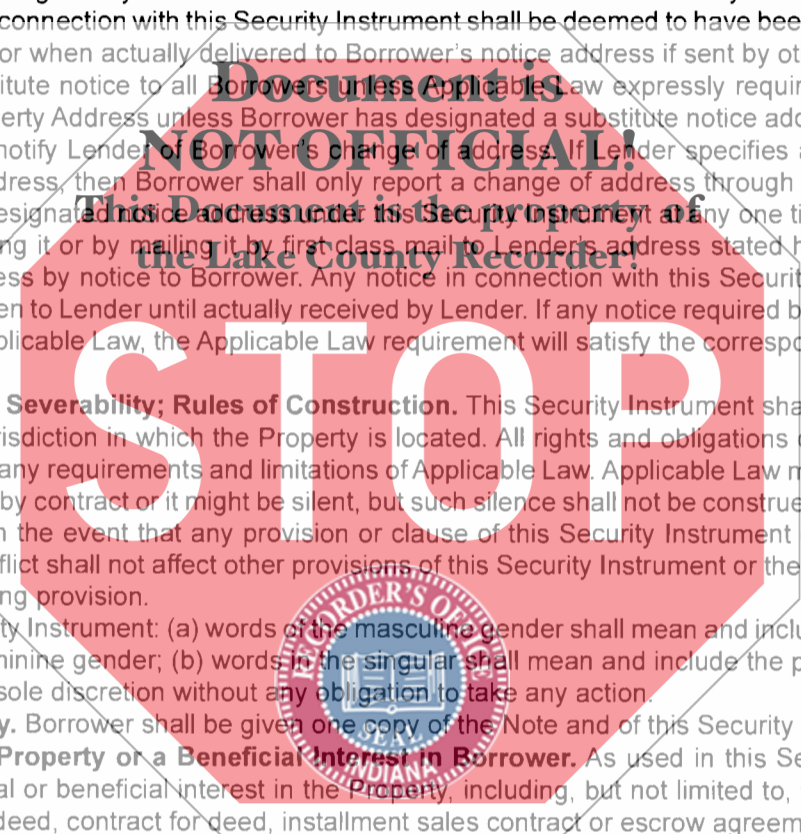 connection with this Security Instrument shall be deemed to have bee
or when actually delivered to Borrower's notice address if sent by ot
itute notice to all Borrowers unless Applicable Law expressly requir
Document is
erty Address unless Borrower has designated a substitute notice add
notify Lender of Borrower's change of address. If Lender specifies
NOT OFFICIAL!
dress, then Borrower shall only report a change of address through
esignated notice address under this Security Instrument at any one ti
This Document is the property of
ng it or by mailing it by first class mail to Lender's address stated h
the Lake County Recorder!
ess by notice to Borrower. Any notice in connection with this Securit
en to Lender until actually received by Lender. If any notice required b
plicable Law, the Applicable Law requirement will satisfy the correspo
STOP
Severability; Rules of Construction. This Security Instrument sha
risdiction in which the Property is located. All rights and obligations
any requirements and limitations of Applicable Law. Applicable Law m
by contract or it might be silent, but such silence shall not be construe
n the event that any provision or clause of this Security Instrument
flict shall not affect other provisions of this Security Instrument or the
ng provision.
ty Instrument: (a) words of the masculine gender shall mean and inclu
ninine gender; (b) words in the singular shall mean and include the p
sole discretion without any obligation to take any action.
y. Borrower shall be given one copy of the Note and of this Security
Property or a Beneficial Interest in Borrower. As used in this Se
al or beneficial interest in the Property, including, but not limited to,
deed, contract for deed, installment sales contract or escrow agreem
RECORDER'S OFFICE
SEAL
INDIANA